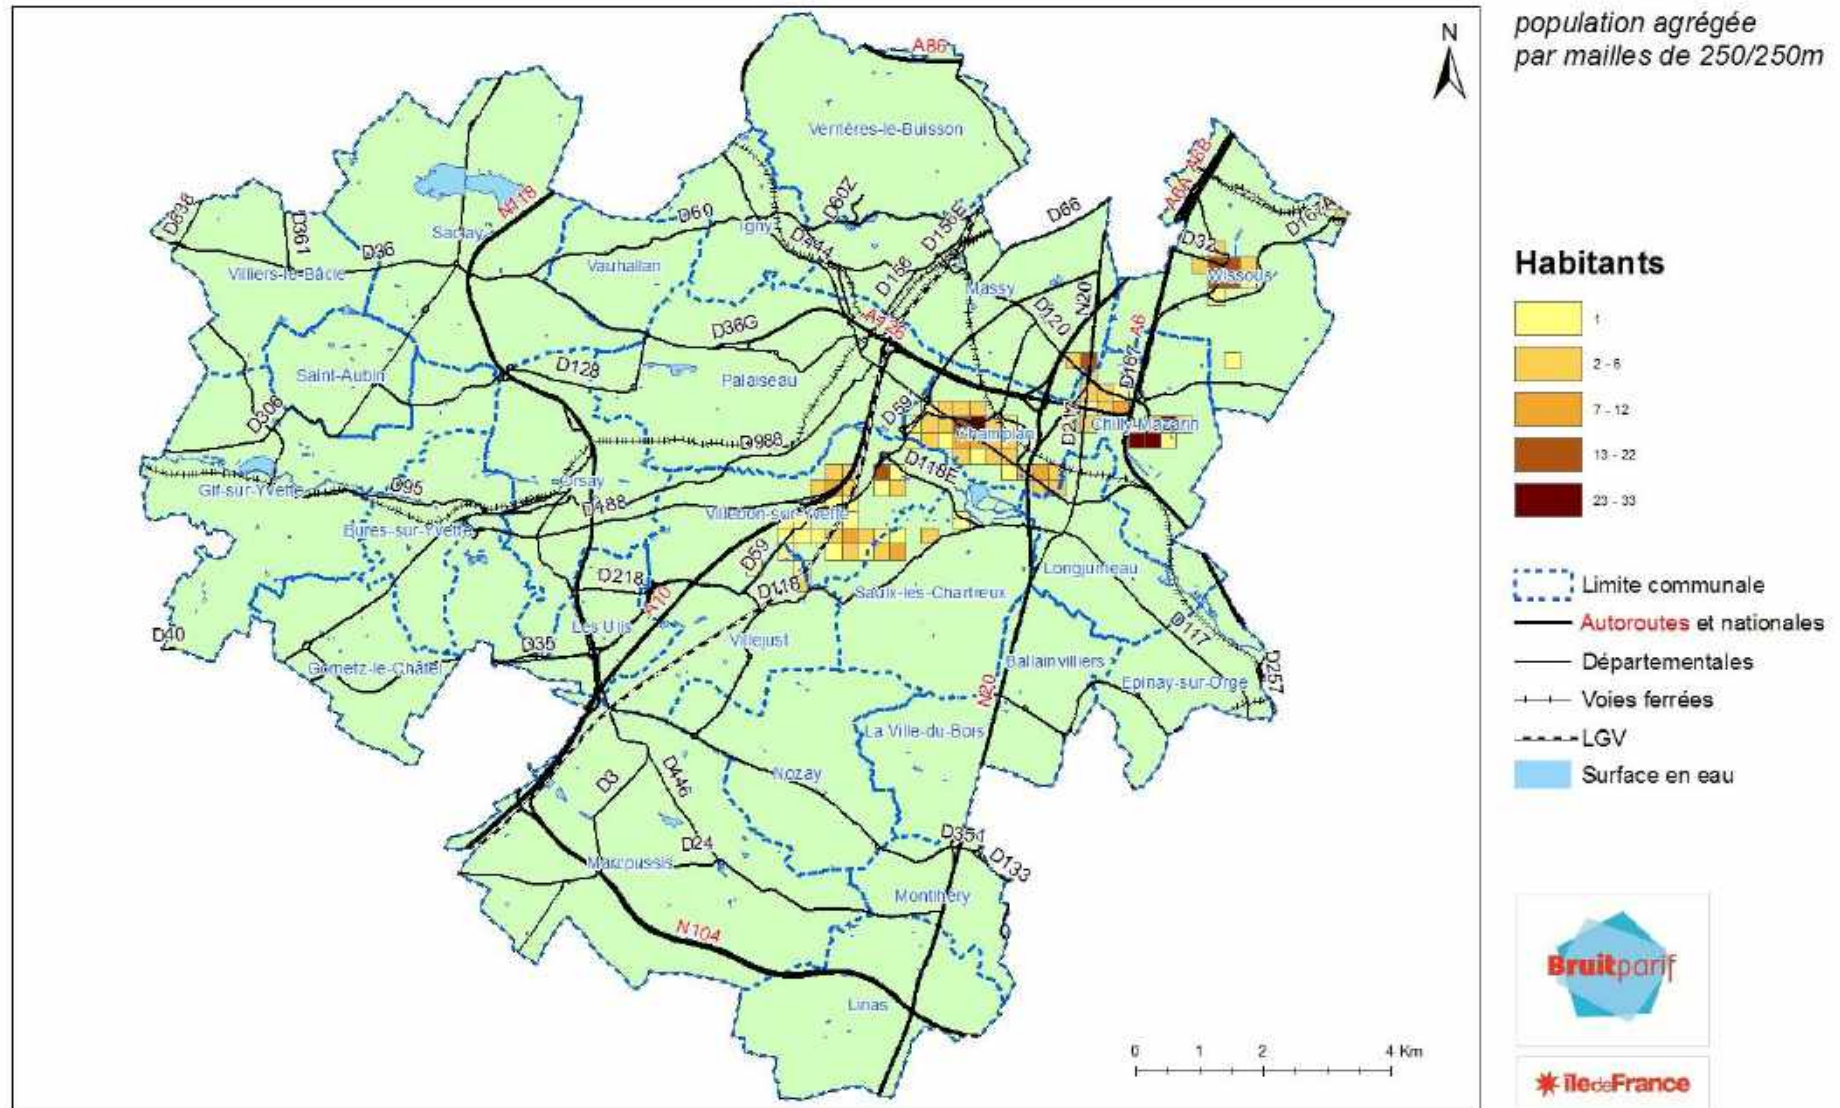 population agrégée
par mailles de 250/250m
N
A86
Verrières-le-Buisson
A6A A6B
D167A
D838
D361
D36
N118
Saclay
Villiers-le-Bâcle
D60
D60Z
Igny
D444
D156E
D158
D66
D32
Wissous
Vauhallan
Massy
A126
D120
N20
A6
D167
D36G
Saint-Aubin
D128
Palaiseau
D306
D59
Champlan
Chilly-Mazarin
D988
D118E
Gif-sur-Yvette
D95
Orsay
D188
Bures-sur-Yvette
Villebon-sur-Yvette
D59
D218
D118
A10
Saulx-les-Chartreux
Longjumeau
D117
D40
Les Ulis
D35
Villejust
Gometz-le-Châtel
Ballainvilliers
Epinay-sur-Orge
D257
N20
La Ville-du-Bois
Nozay
D3
D446
D24
Marcoussis
D133
Montlhéry
N104
Linas
0 1 2 4 Km
Habitants
1
2 - 6
7 - 12
13 - 22
23 - 33
Limite communale
Autoroutes et nationales
Départementales
Voies ferrées
LGV
Surface en eau
Bruitparif
île de France